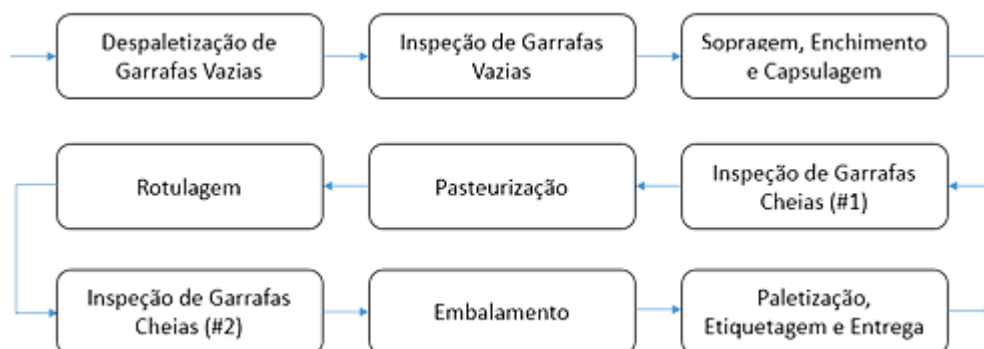 Despaletização de
Garrafas Vazias
Inspeção de Garrafas
Vazias
Sopragem, Enchimento
e Capsulagem
Inspeção de Garrafas
Cheias (#1)
Pasteurização
Rotulagem
Inspeção de Garrafas
Cheias (#2)
Embalamento
Paletização,
Etiquetagem e Entrega